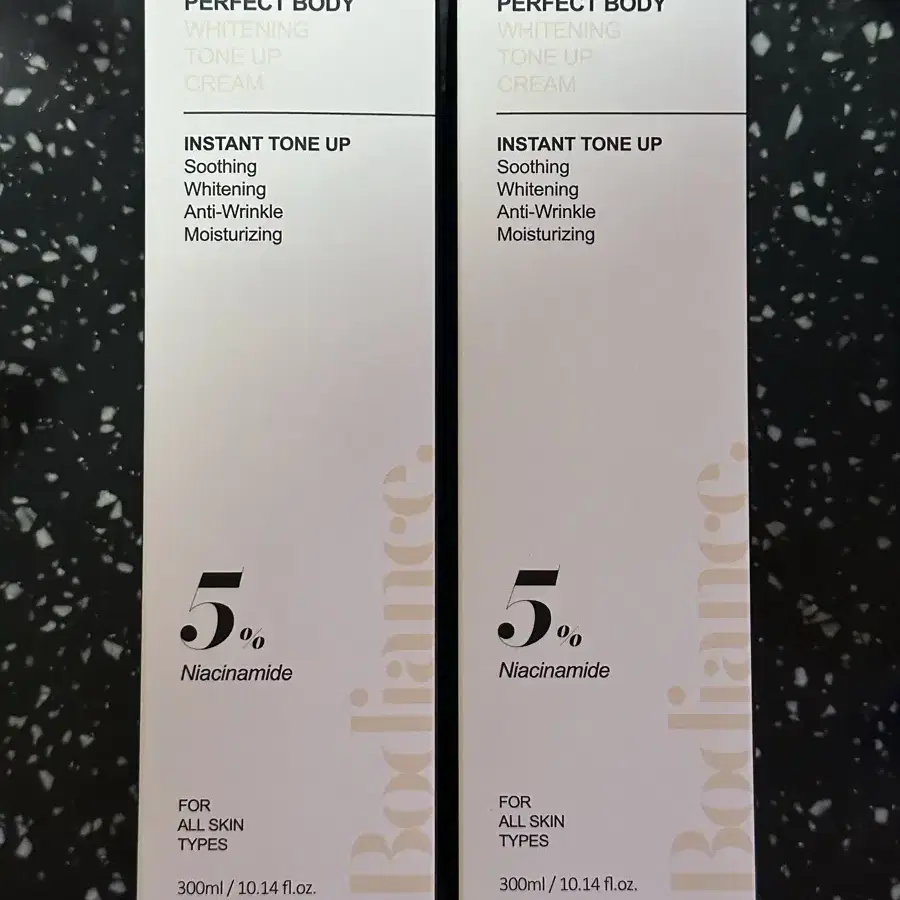 PERFECT BODY
WHITENING
TONE UP
CREAM
INSTANT TONE UP
Soothing
Whitening
Anti-Wrinkle
Moisturizing
5%
Niacinamide
Bodiance.
FOR
ALL SKIN
TYPES
300ml / 10.14 fl.oz.
PERFECT BODY
WHITENING
TONE UP
CREAM
INSTANT TONE UP
Soothing
Whitening
Anti-Wrinkle
Moisturizing
5%
Niacinamide
Bodiance.
FOR
ALL SKIN
TYPES
300ml / 10.14 fl.oz.